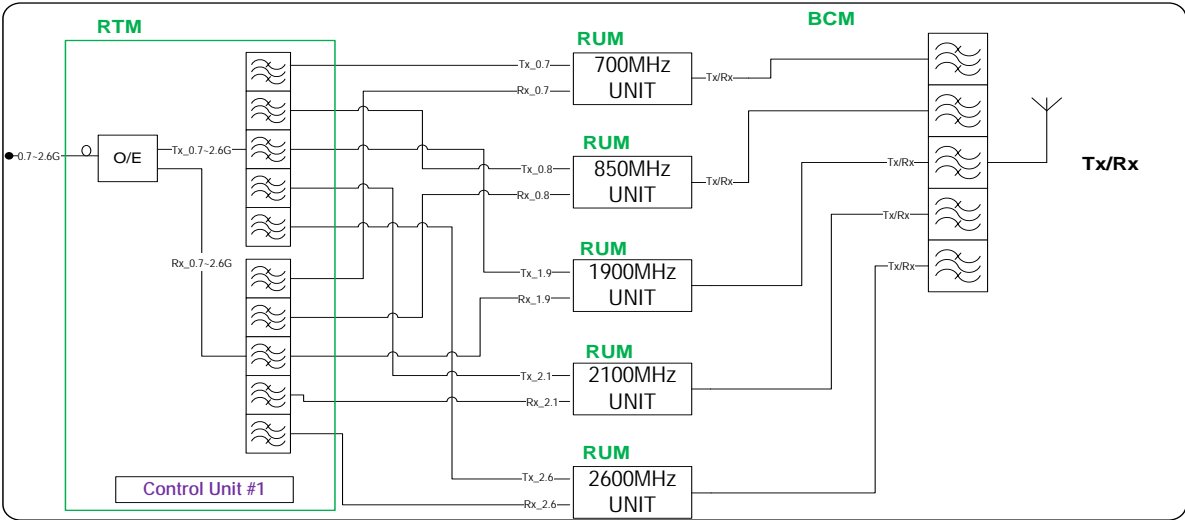 RTM
BCM
RUM
700MHz
UNIT
Tx_0.7
Rx_0.7
Tx/Rx
0.7~2.6G
O/E
Tx_0.7~2.6G
Rx_0.7~2.6G
RUM
850MHz
UNIT
Tx_0.8
Rx_0.8
Tx/Rx
Tx/Rx
Tx/Rx
RUM
1900MHz
UNIT
Tx_1.9
Rx_1.9
Tx/Rx
Tx/Rx
RUM
2100MHz
UNIT
Tx_2.1
Rx_2.1
RUM
2600MHz
UNIT
Tx_2.6
Rx_2.6
Control Unit #1